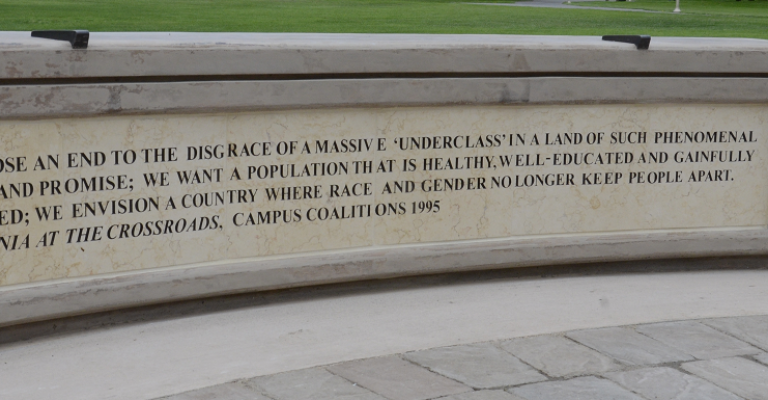 OSE AN END TO THE DISGRACE OF A MASSIVE ‘UNDERCLASS’ IN A LAND OF SUCH PHENOMENAL
AND PROMISE; WE WANT A POPULATION THAT IS HEALTHY, WELL-EDUCATED AND GAINFULLY
ED; WE ENVISION A COUNTRY WHERE RACE AND GENDER NO LONGER KEEP PEOPLE APART.
NIA AT THE CROSSROADS, CAMPUS COALITIONS 1995